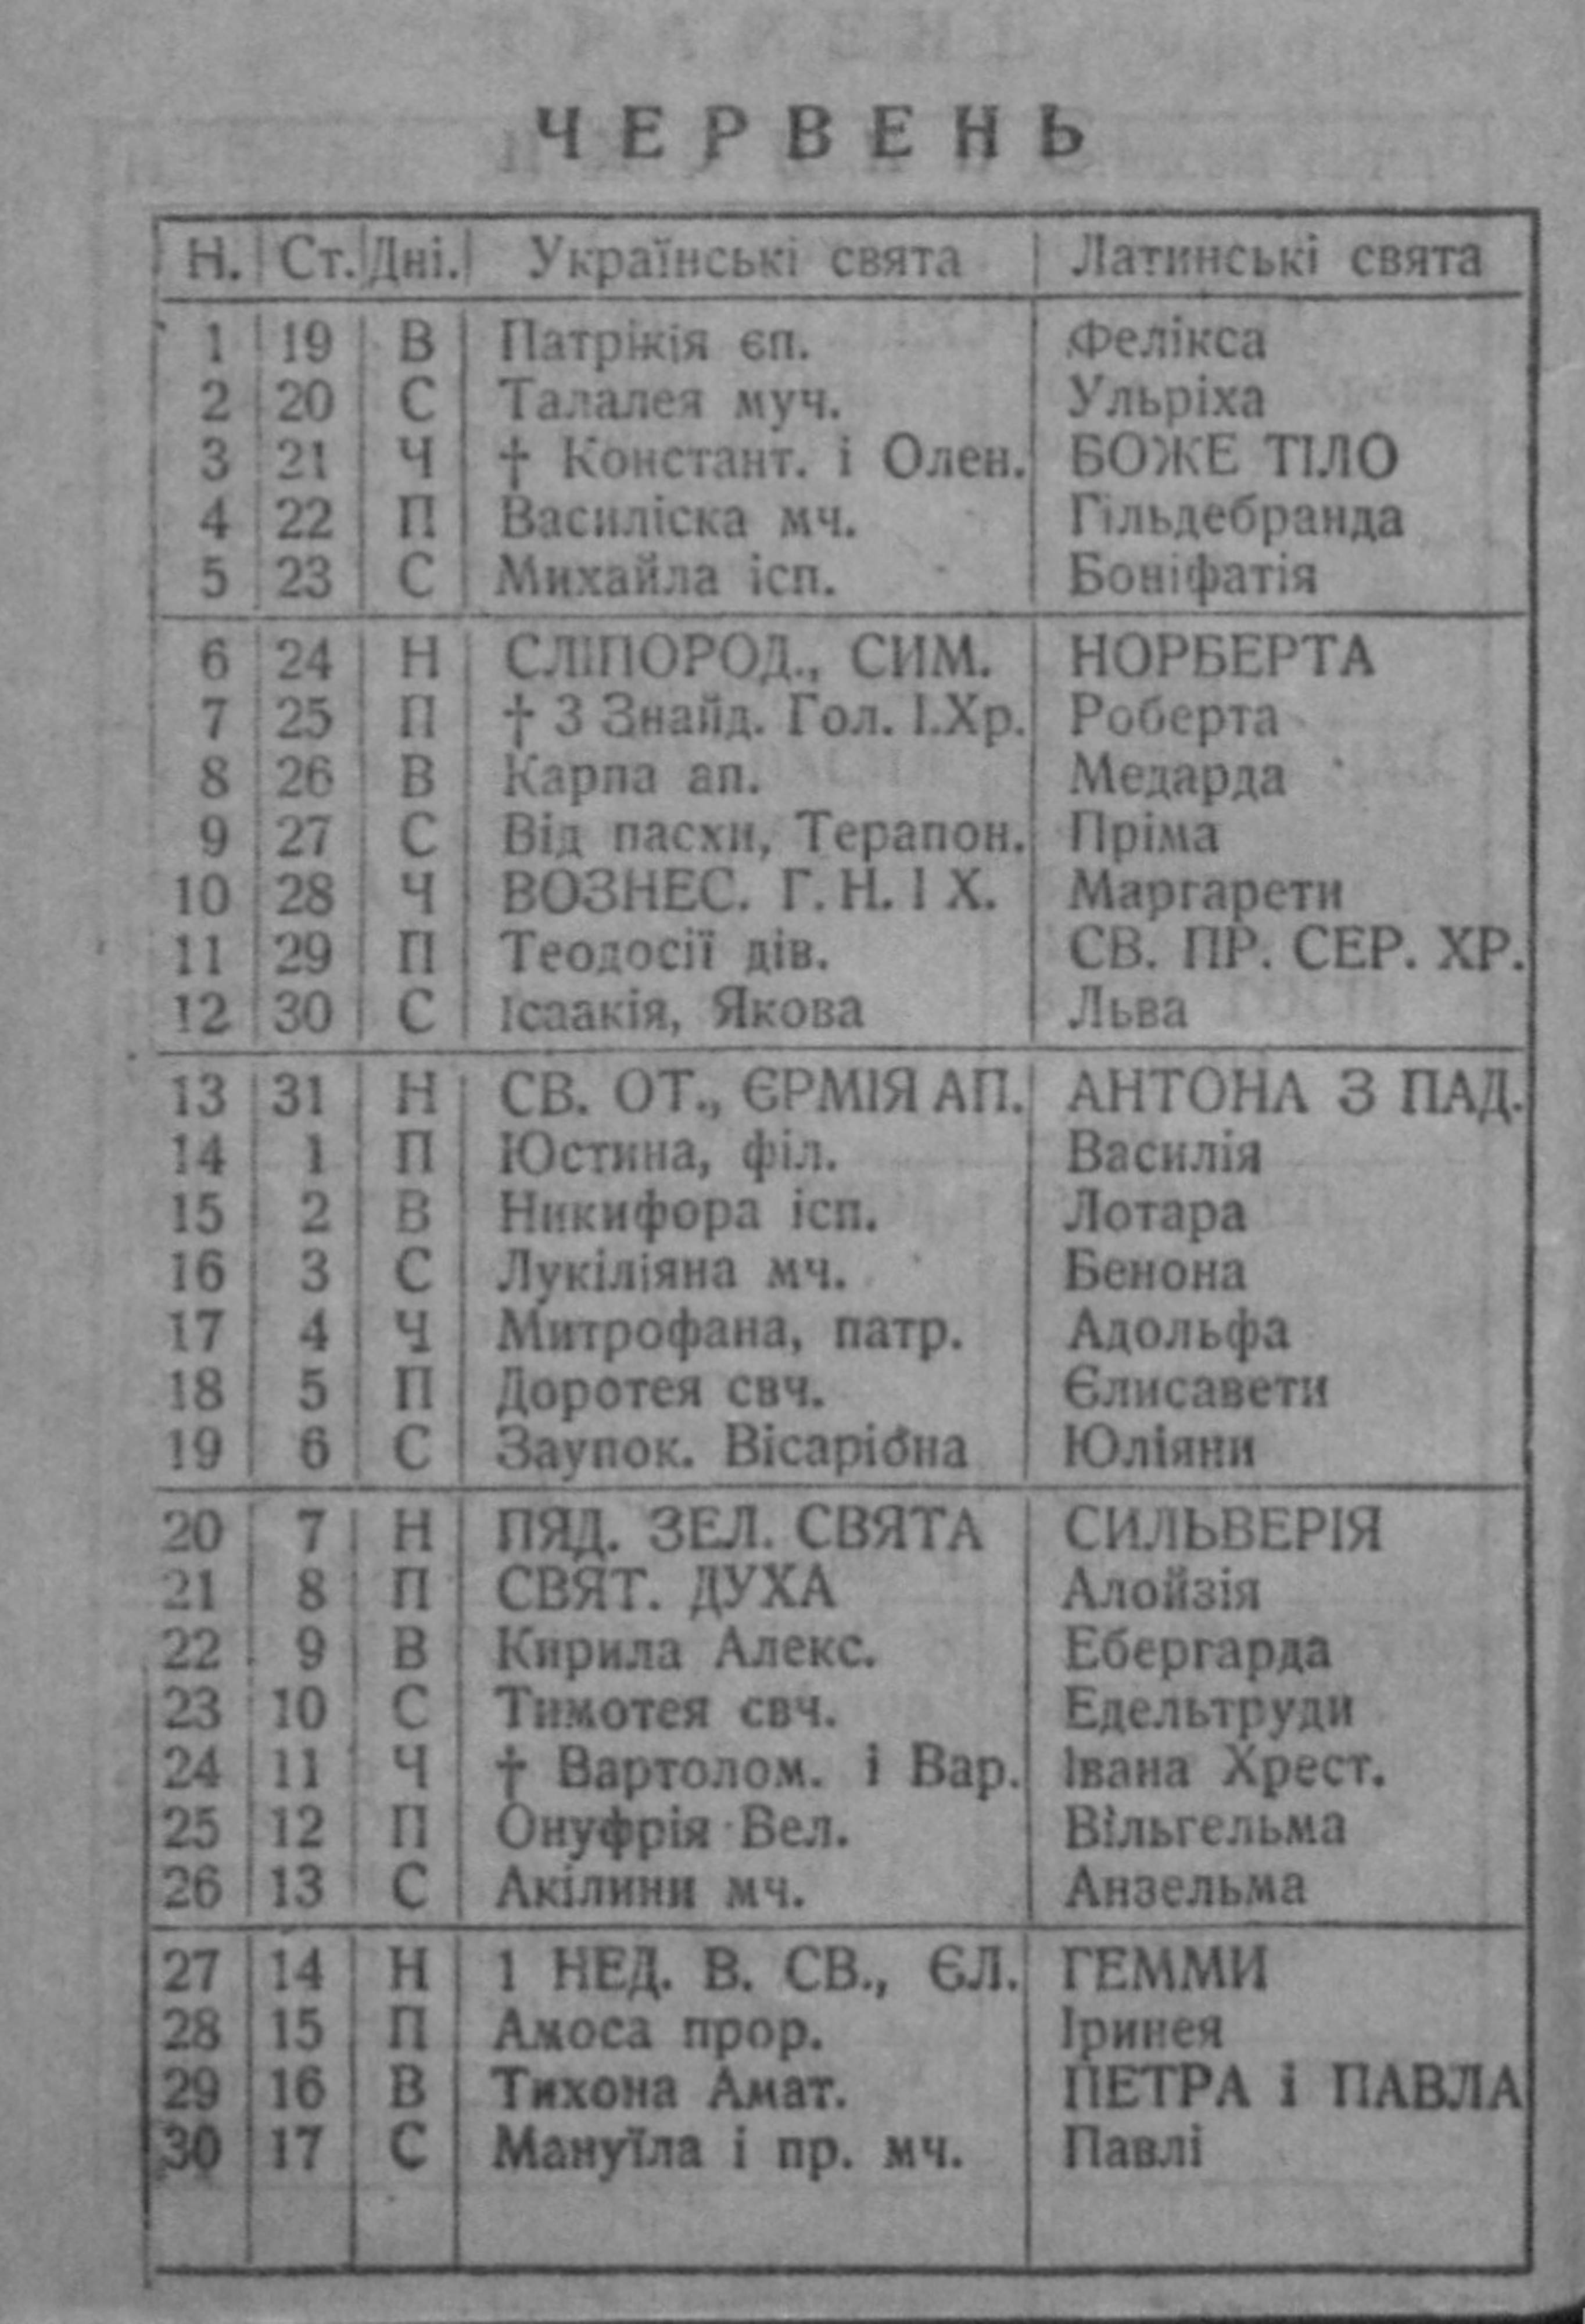 ЧЕРВЕНЬ
Н. Ст. Дні. Українські свята Латинські свята
1 19 В Патрікія єп. Фелікса
2 20 С Талалея муч. Ульріха
3 21 Ч † Констант. і Олен. БОЖЕ ТІЛО
4 22 П Василіска мч. Гільдебранда
5 23 С Михайла ісп. Боніфатія
6 24 Н СЛІПОРОД., СИМ. НОРБЕРТА
7 25 П † 3 Знайд. Гол. І.Хр. Роберта
8 26 В Карпа ап. Медарда
9 27 С Від пасхи, Терапон. Пріма
10 28 Ч ВОЗНЕС. Г. Н. І Х. Маргарети
11 29 П Теодосії дів. СВ. ПР. СЕР. ХР.
12 30 С Ісаакія, Якова Льва
13 31 Н СВ. ОТ., ЄРМІЯ АП. АНТОНА З ПАД.
14 1 П Юстина, філ. Василія
15 2 В Никифора ісп. Лотара
16 3 С Лукіліяна мч. Бенона
17 4 Ч Митрофана, патр. Адольфа
18 5 П Доротея свч. Єлисавети
19 6 С Заупок. Вісаріона Юліяни
20 7 Н ПЯД. ЗЕЛ. СВЯТА СИЛЬВЕРІЯ
21 8 П СВЯТ. ДУХА Алойзія
22 9 В Кирила Алекс. Ебергарда
23 10 С Тимотея свч. Едельтруди
24 11 Ч † Вартолом. і Вар. Івана Хрест.
25 12 П Онуфрія Вел. Вільгельма
26 13 С Акілини мч. Анзельма
27 14 Н 1 НЕД. В. СВ., ЄЛ. ГЕММИ
28 15 П Амоса прор. Іринея
29 16 В Тихона Амат. ПЕТРА і ПАВЛА
30 17 С Мануїла і пр. мч. Павлі